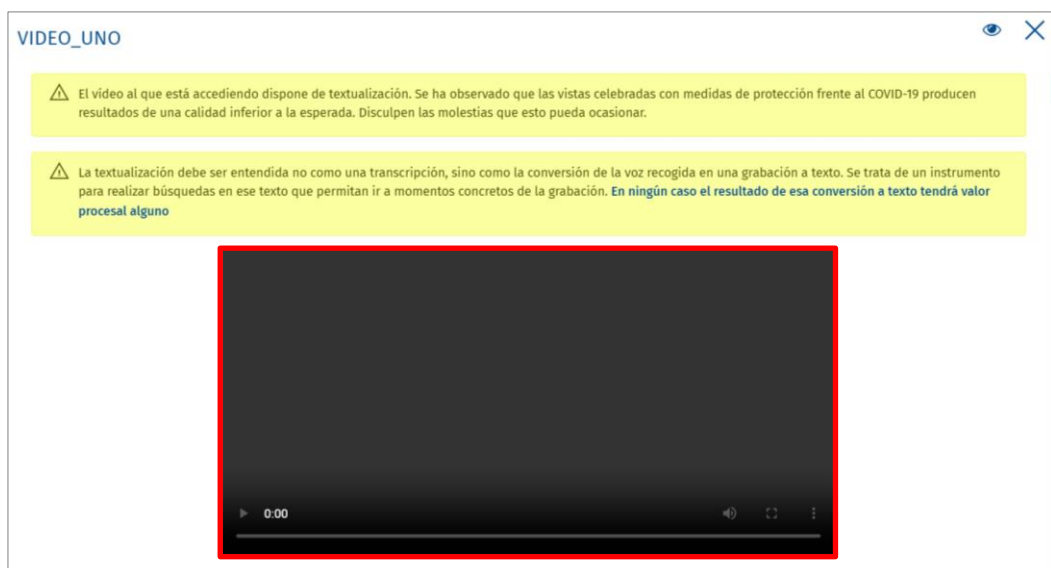 VIDEO_UNO
El vídeo al que está accediendo dispone de textualización. Se ha observado que las vistas celebradas con medidas de protección frente al COVID-19 producen
resultados de una calidad inferior a la esperada. Disculpen las molestias que esto pueda ocasionar.
La textualización debe ser entendida no como una transcripción, sino como la conversión de la voz recogida en una grabación a texto. Se trata de un instrumento
para realizar búsquedas en ese texto que permitan ir a momentos concretos de la grabación. En ningún caso el resultado de esa conversión a texto tendrá valor
procesal alguno
0:00